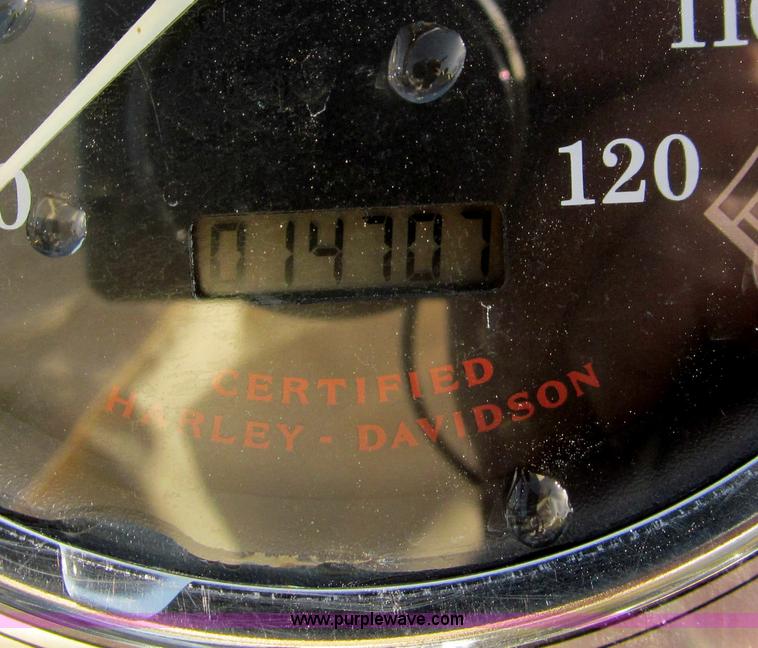 120
014707
CERTIFIED
HARLEY - DAVIDSON
www.purplewave.com